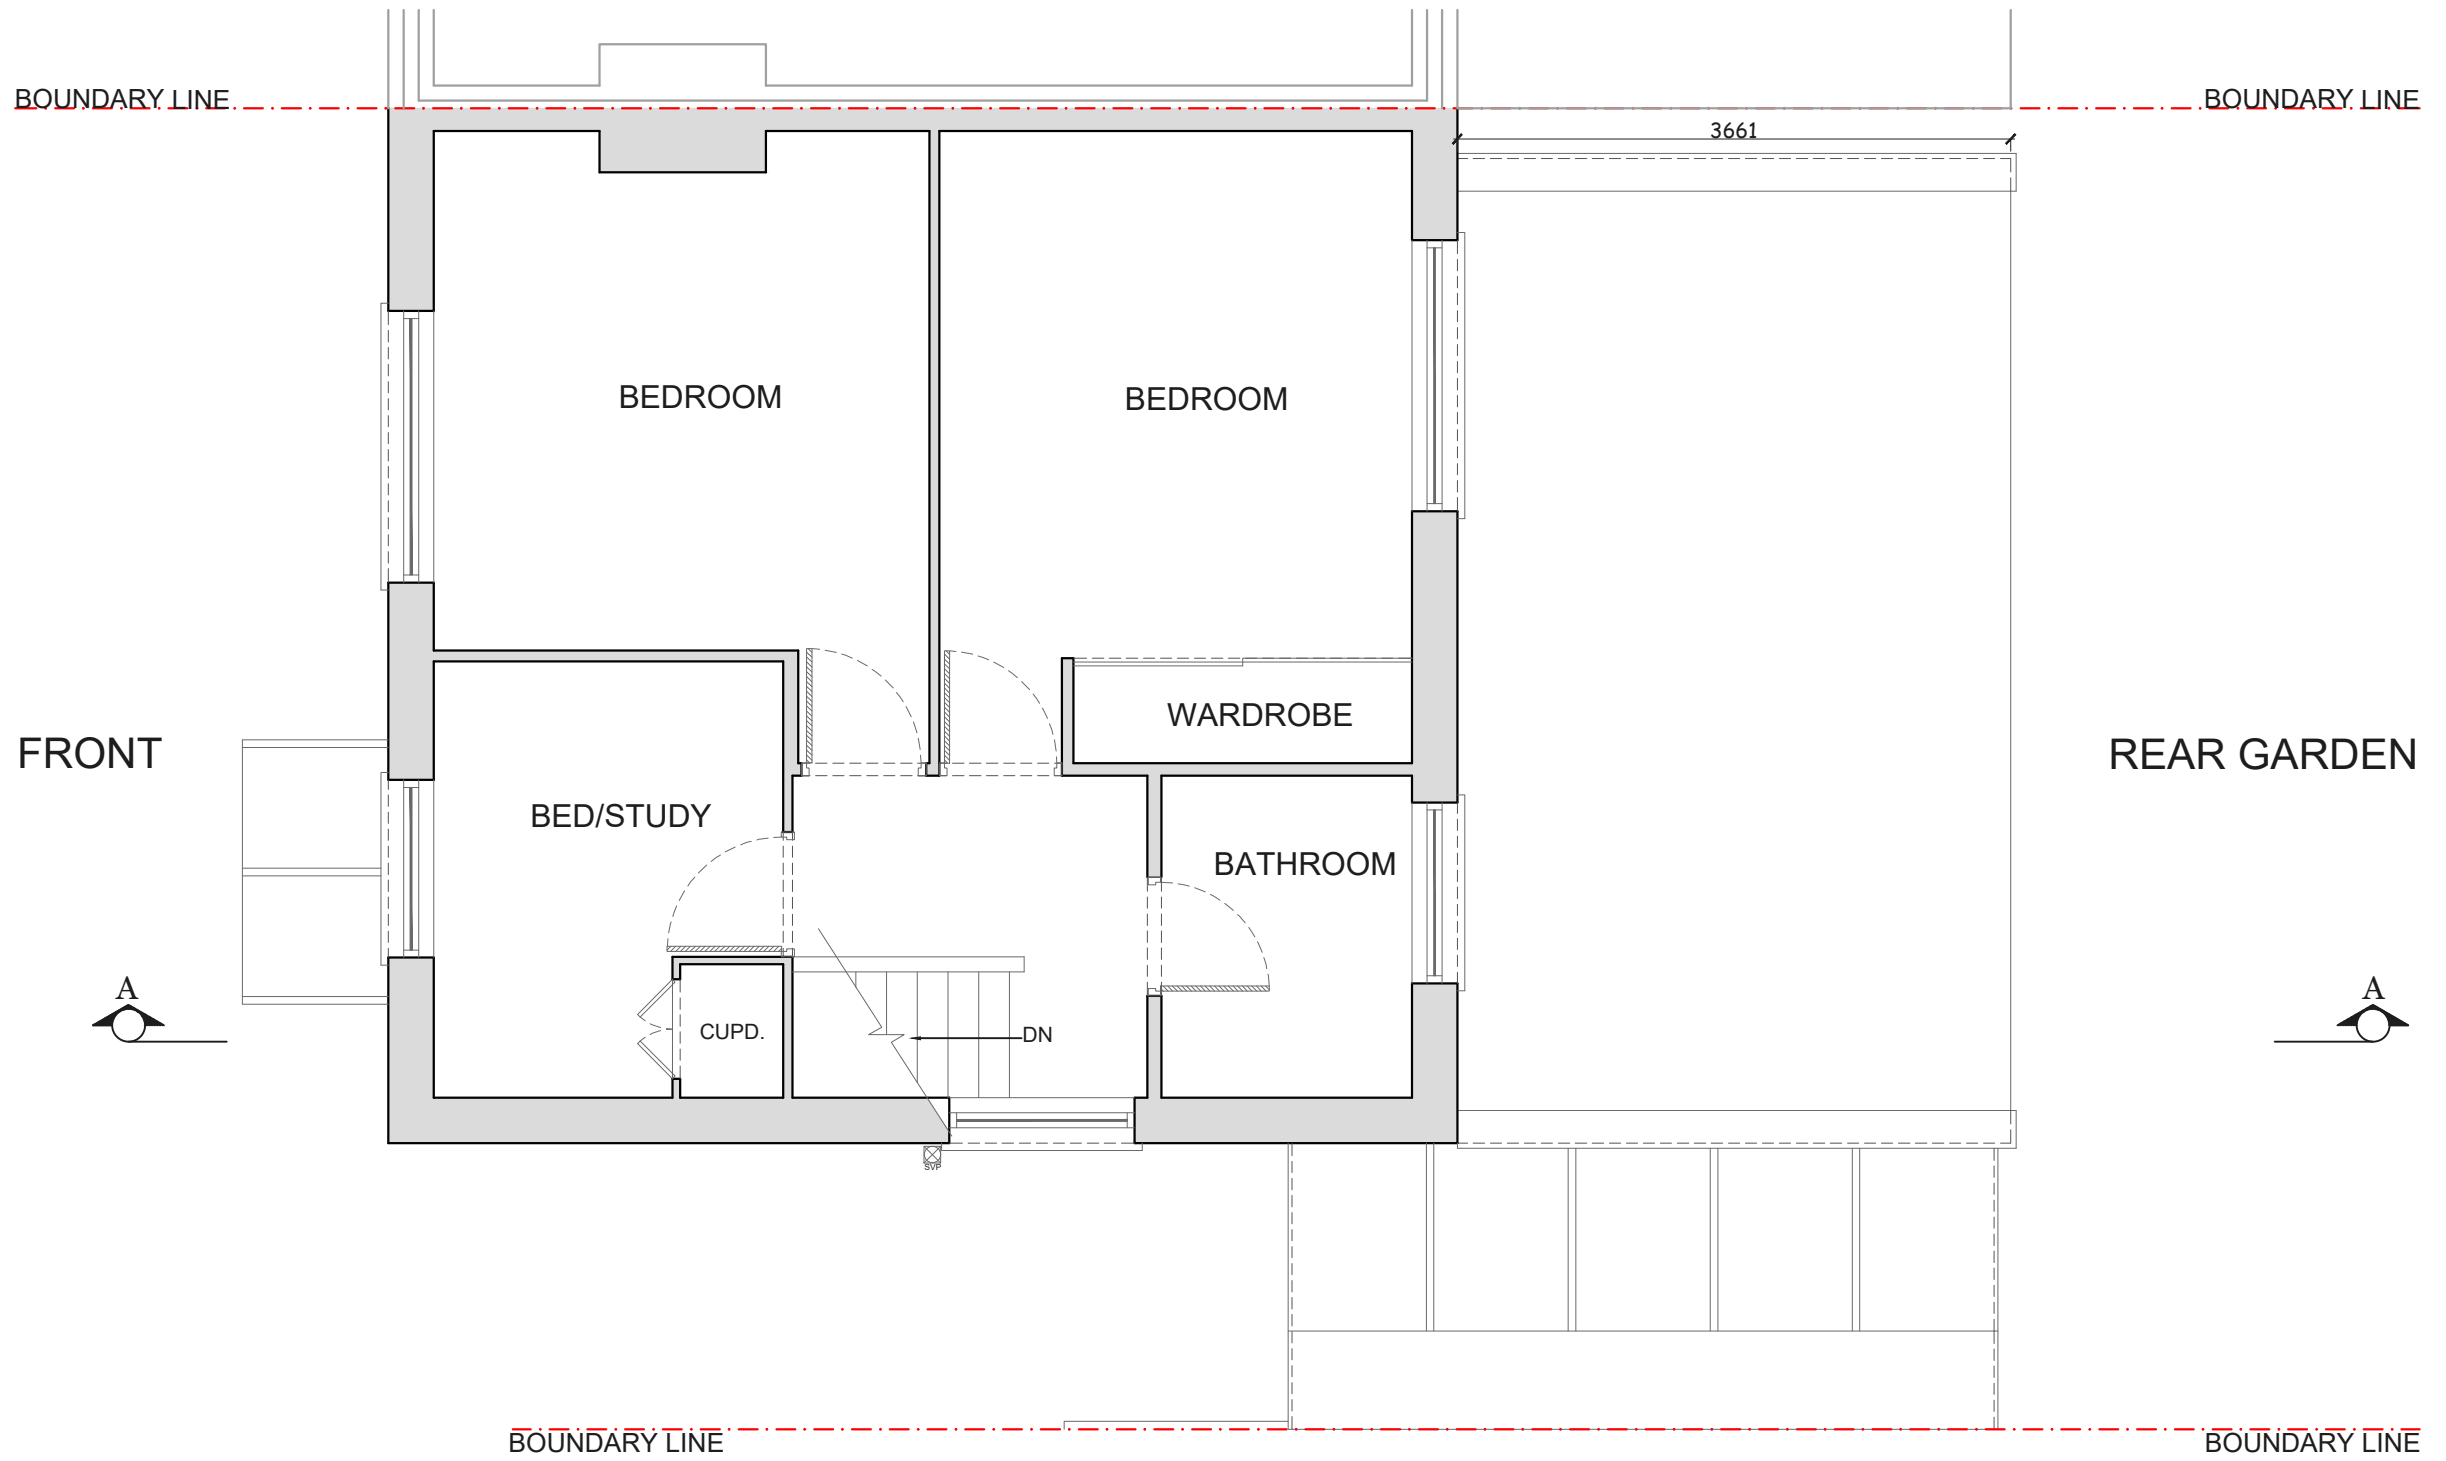 BOUNDARY LINE
BOUNDARY LINE
3661
BEDROOM
BEDROOM
WARDROBE
FRONT
REAR GARDEN
BED/STUDY
BATHROOM
A
A
CUPD.
DN
SVP
BOUNDARY LINE
BOUNDARY LINE